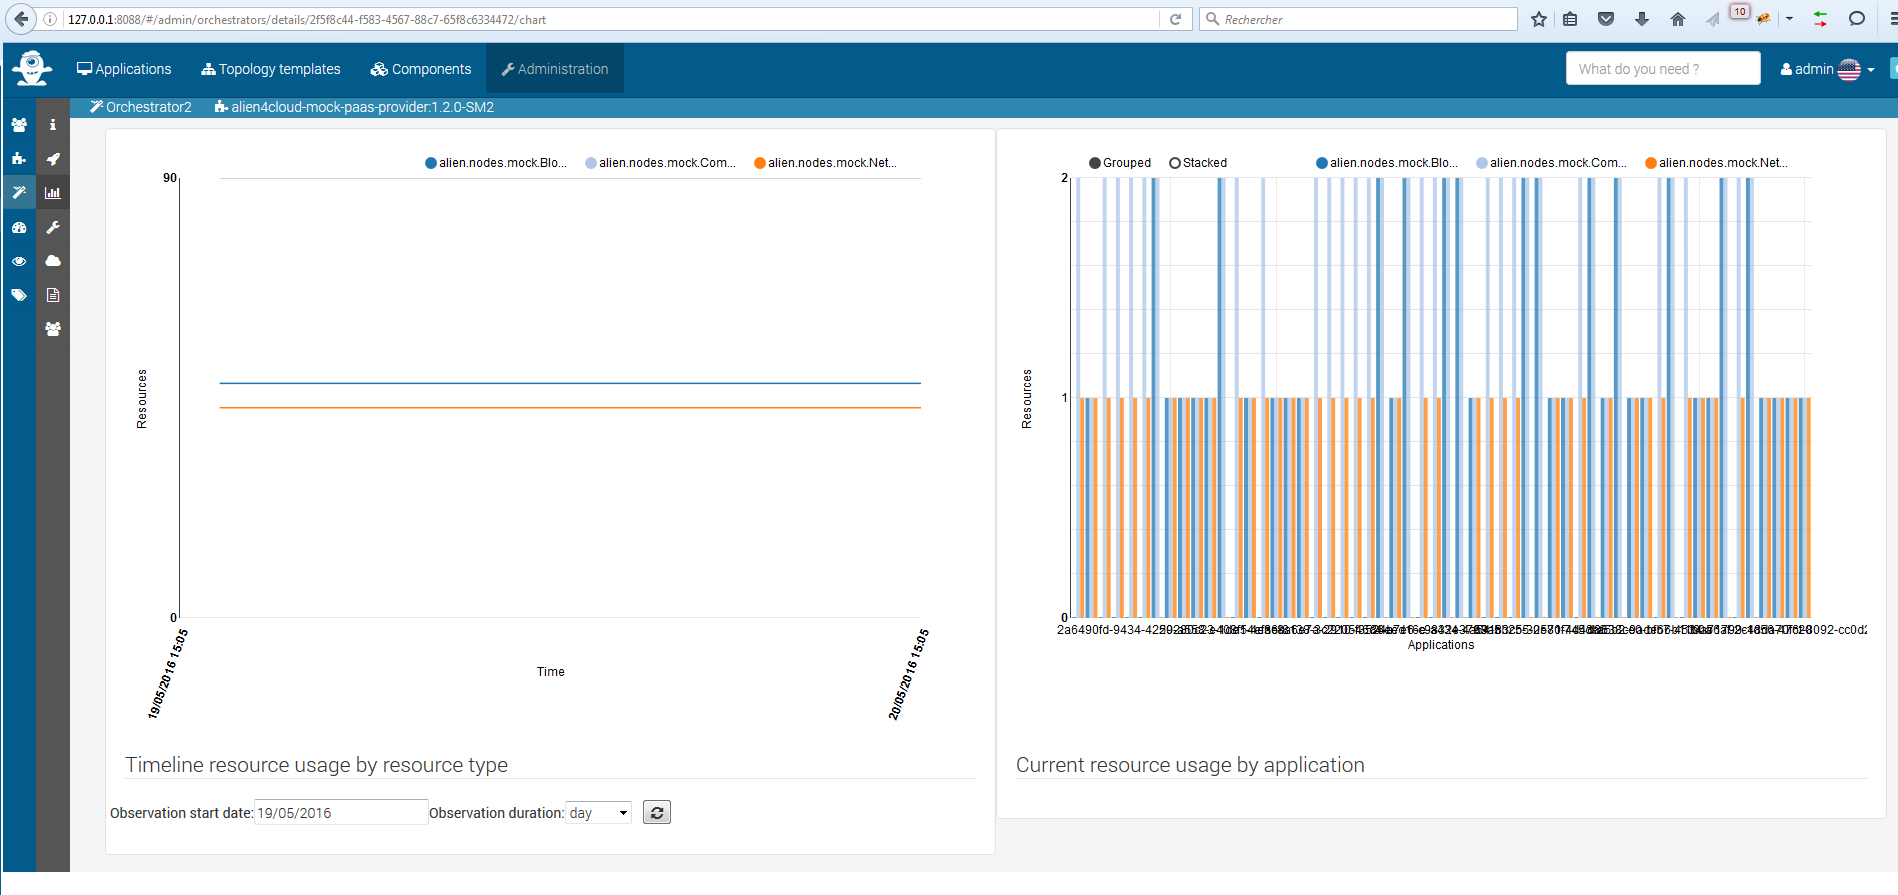 127.0.0.1:8088/#/admin/orchestrators/details/2f5f8c44-f583-4567-88c7-65f8c6334472/chart
Rechercher
10
Applications
Topology templates
Components
Administration
What do you need ?
admin
Orchestrator2
alien4cloud-mock-paas-provider:1.2.0-SM2
alien.nodes.mock.Blo...
alien.nodes.mock.Com...
alien.nodes.mock.Net...
90
Resources
0
19/05/2016 15:05
20/05/2016 15:05
Time
Timeline resource usage by resource type
Observation start date:
19/05/2016
Observation duration:
day
Grouped
Stacked
alien.nodes.mock.Blo...
alien.nodes.mock.Com...
alien.nodes.mock.Net...
2
1
Resources
0
2a6490fd-9434-42
Applications
Current resource usage by application